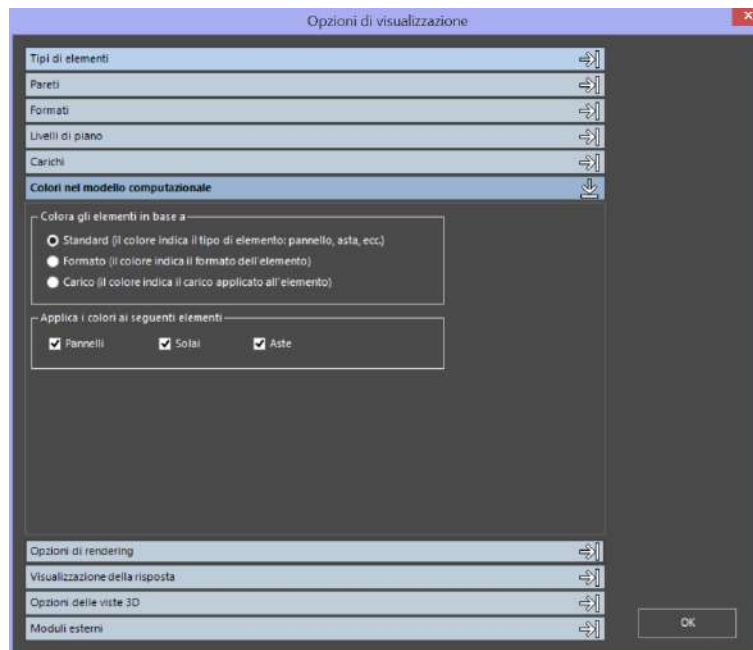 Opzioni di visualizzazione
x
Tipi di elementi
Pareti
Formati
Livelli di piano
Carichi
Colori nel modello computazionale
Colora gli elementi in base a
Standard (il colore indica il tipo di elemento: pannello, asta, ecc.)
Formato (il colore indica il formato dell'elemento)
Carico (il colore indica il carico applicato all'elemento)
Applica i colori ai seguenti elementi
Pannelli Solai Aste
Opzioni di rendering
Visualizzazione della risposta
Opzioni delle viste 3D
Moduli esterni
OK